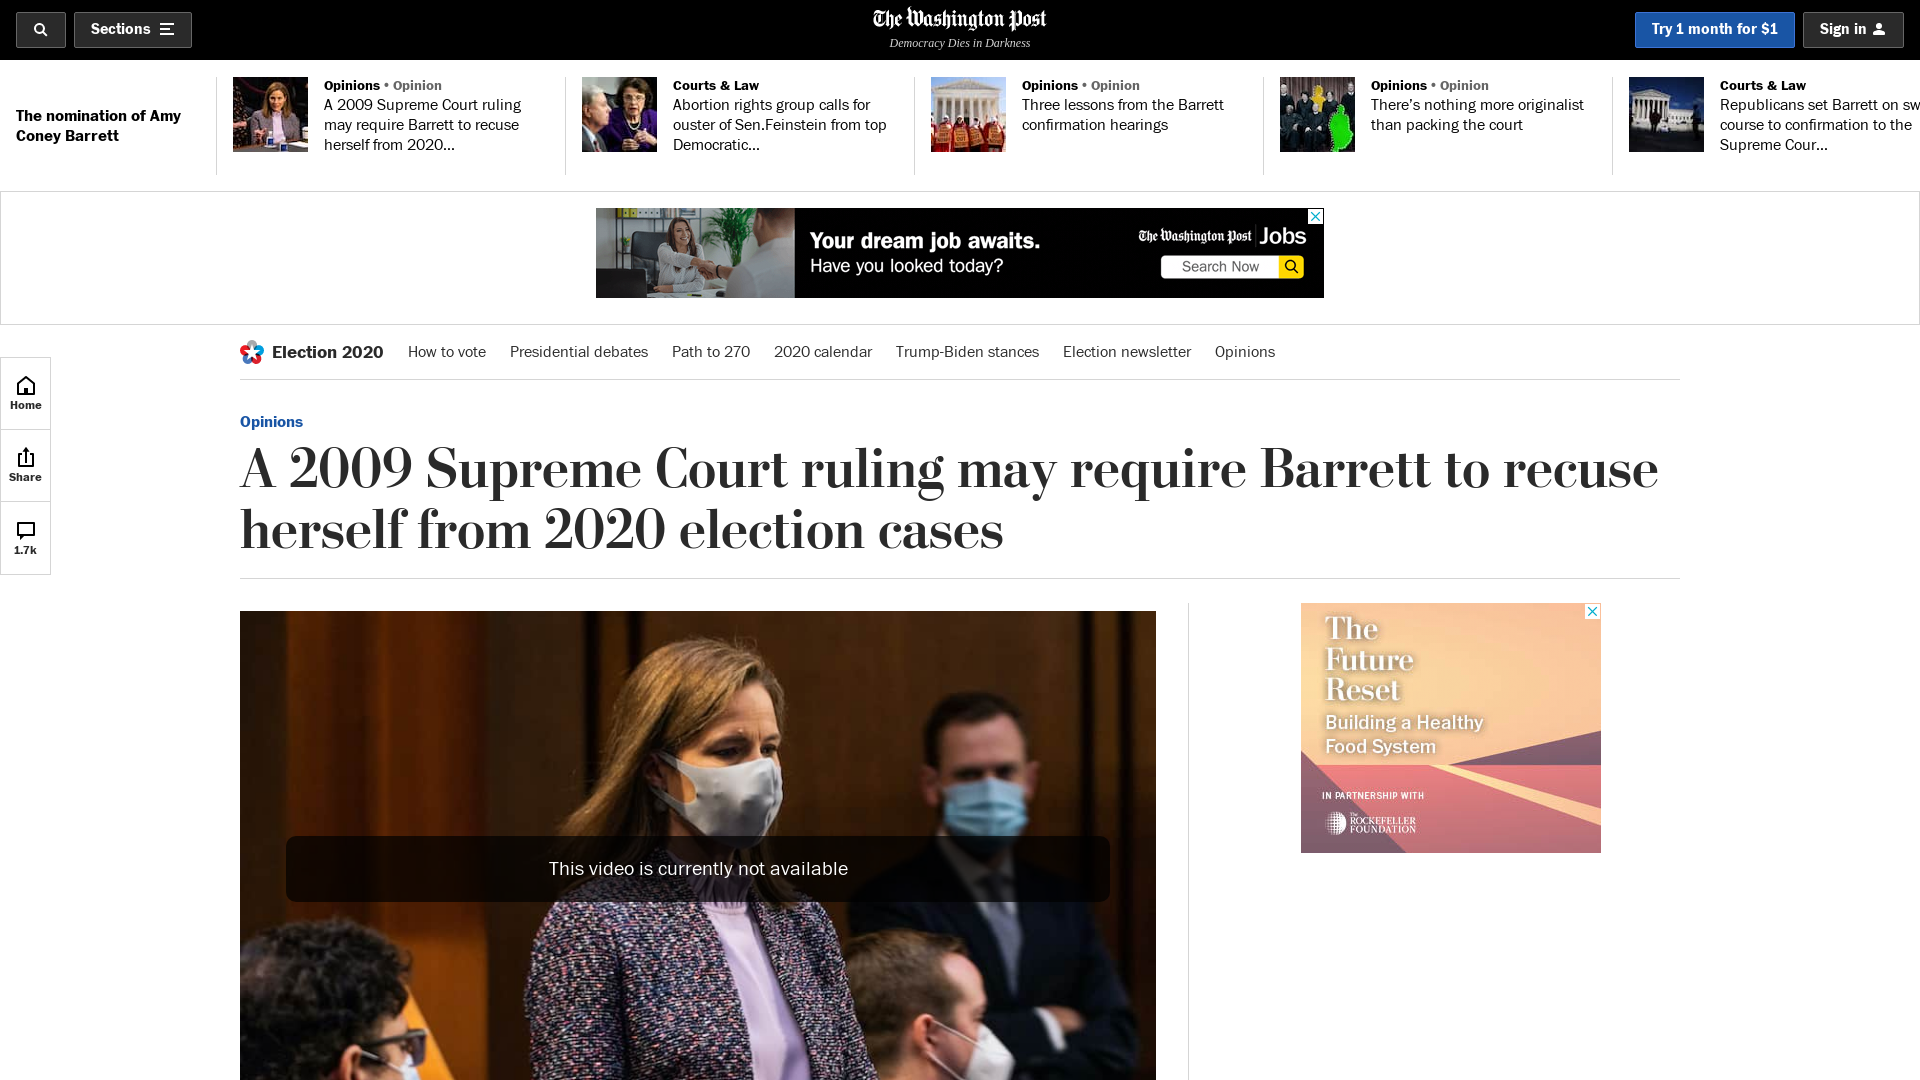 Sections
The Washington Post
Democracy Dies in Darkness
Try 1 month for $1
Sign in
The nomination of Amy
Coney Barrett
Opinions • Opinion
A 2009 Supreme Court ruling
may require Barrett to recuse
herself from 2020...
Courts & Law
Abortion rights group calls for
ouster of Sen.Feinstein from top
Democratic...
Opinions • Opinion
Three lessons from the Barrett
confirmation hearings
Opinions • Opinion
There’s nothing more originalist
than packing the court
Courts & Law
Republicans set Barrett on sw
course to confirmation to the
Supreme Cour...
Your dream job awaits.
Have you looked today?
The Washington Post Jobs
Search Now
Election 2020
How to vote
Presidential debates
Path to 270
2020 calendar
Trump-Biden stances
Election newsletter
Opinions
Home
Share
1.7k
Opinions
A 2009 Supreme Court ruling may require Barrett to recuse
herself from 2020 election cases
This video is currently not available
The
Future
Reset
Building a Healthy
Food System
IN PARTNERSHIP WITH
The
ROCKEFELLER
FOUNDATION